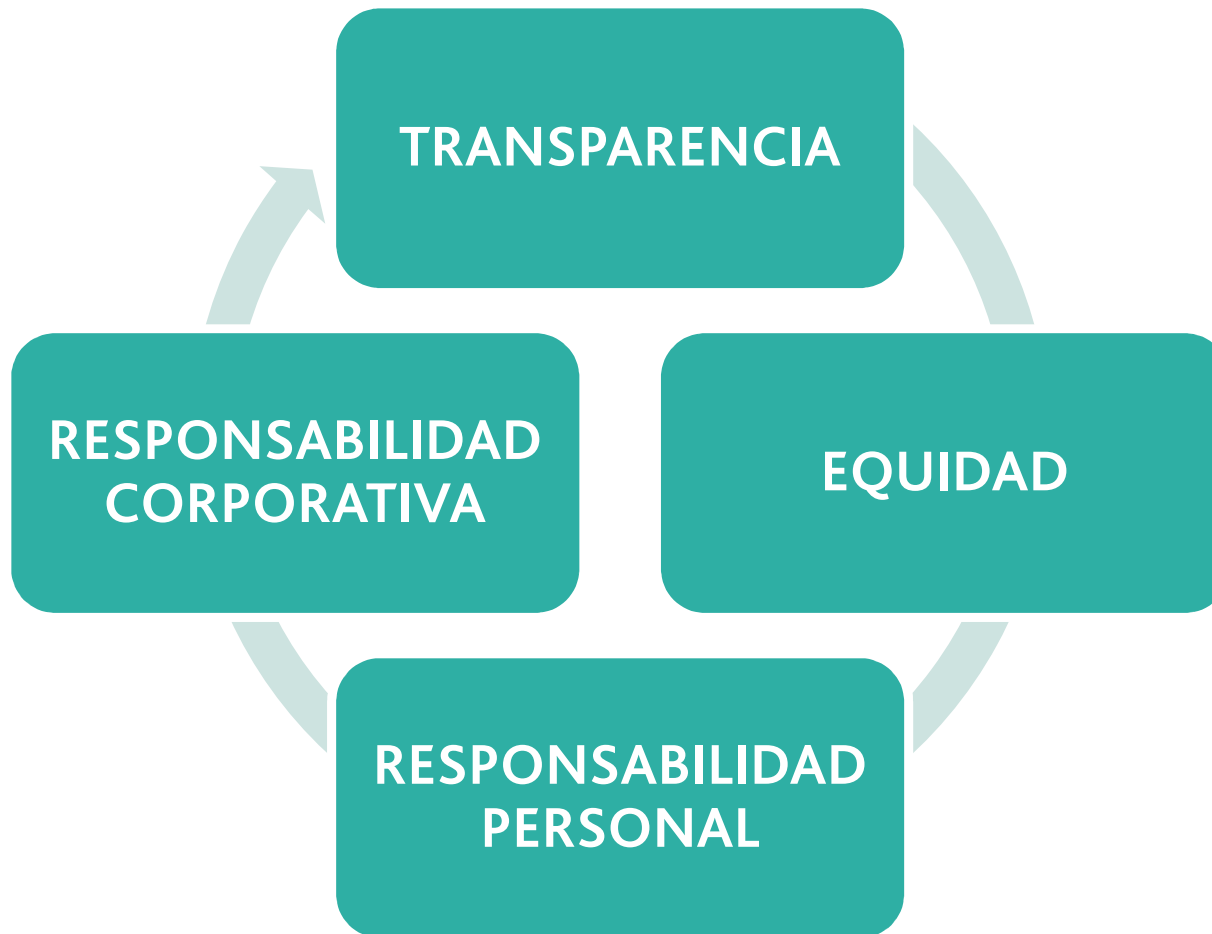 TRANSPARENCIA
EQUIDAD
RESPONSABILIDAD
PERSONAL
RESPONSABILIDAD
CORPORATIVA